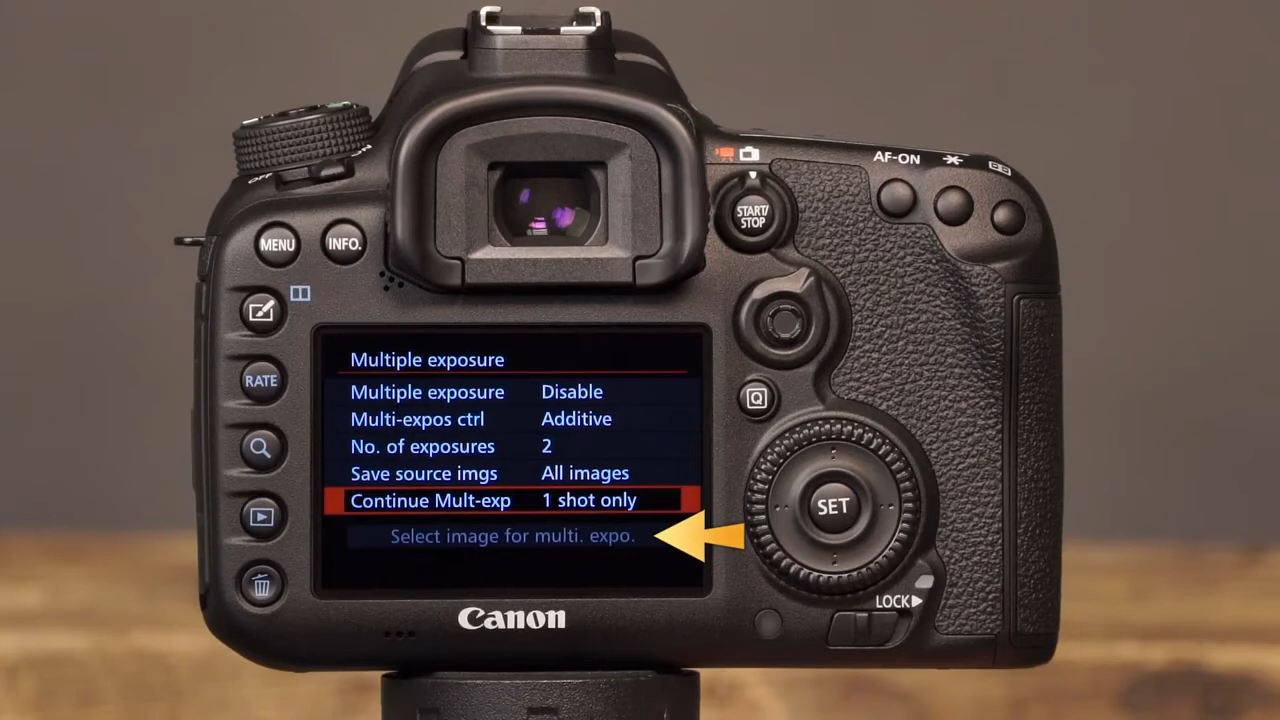 AF-ON
ON
OFF
START/
STOP
MENU
INFO.
RATE
Q
Multiple exposure
Multiple exposure Disable
Multi-expos ctrl Additive
No. of exposures 2
Save source imgs All images
Continue Mult-exp 1 shot only
Select image for multi. expo.
SET
LOCK
Canon